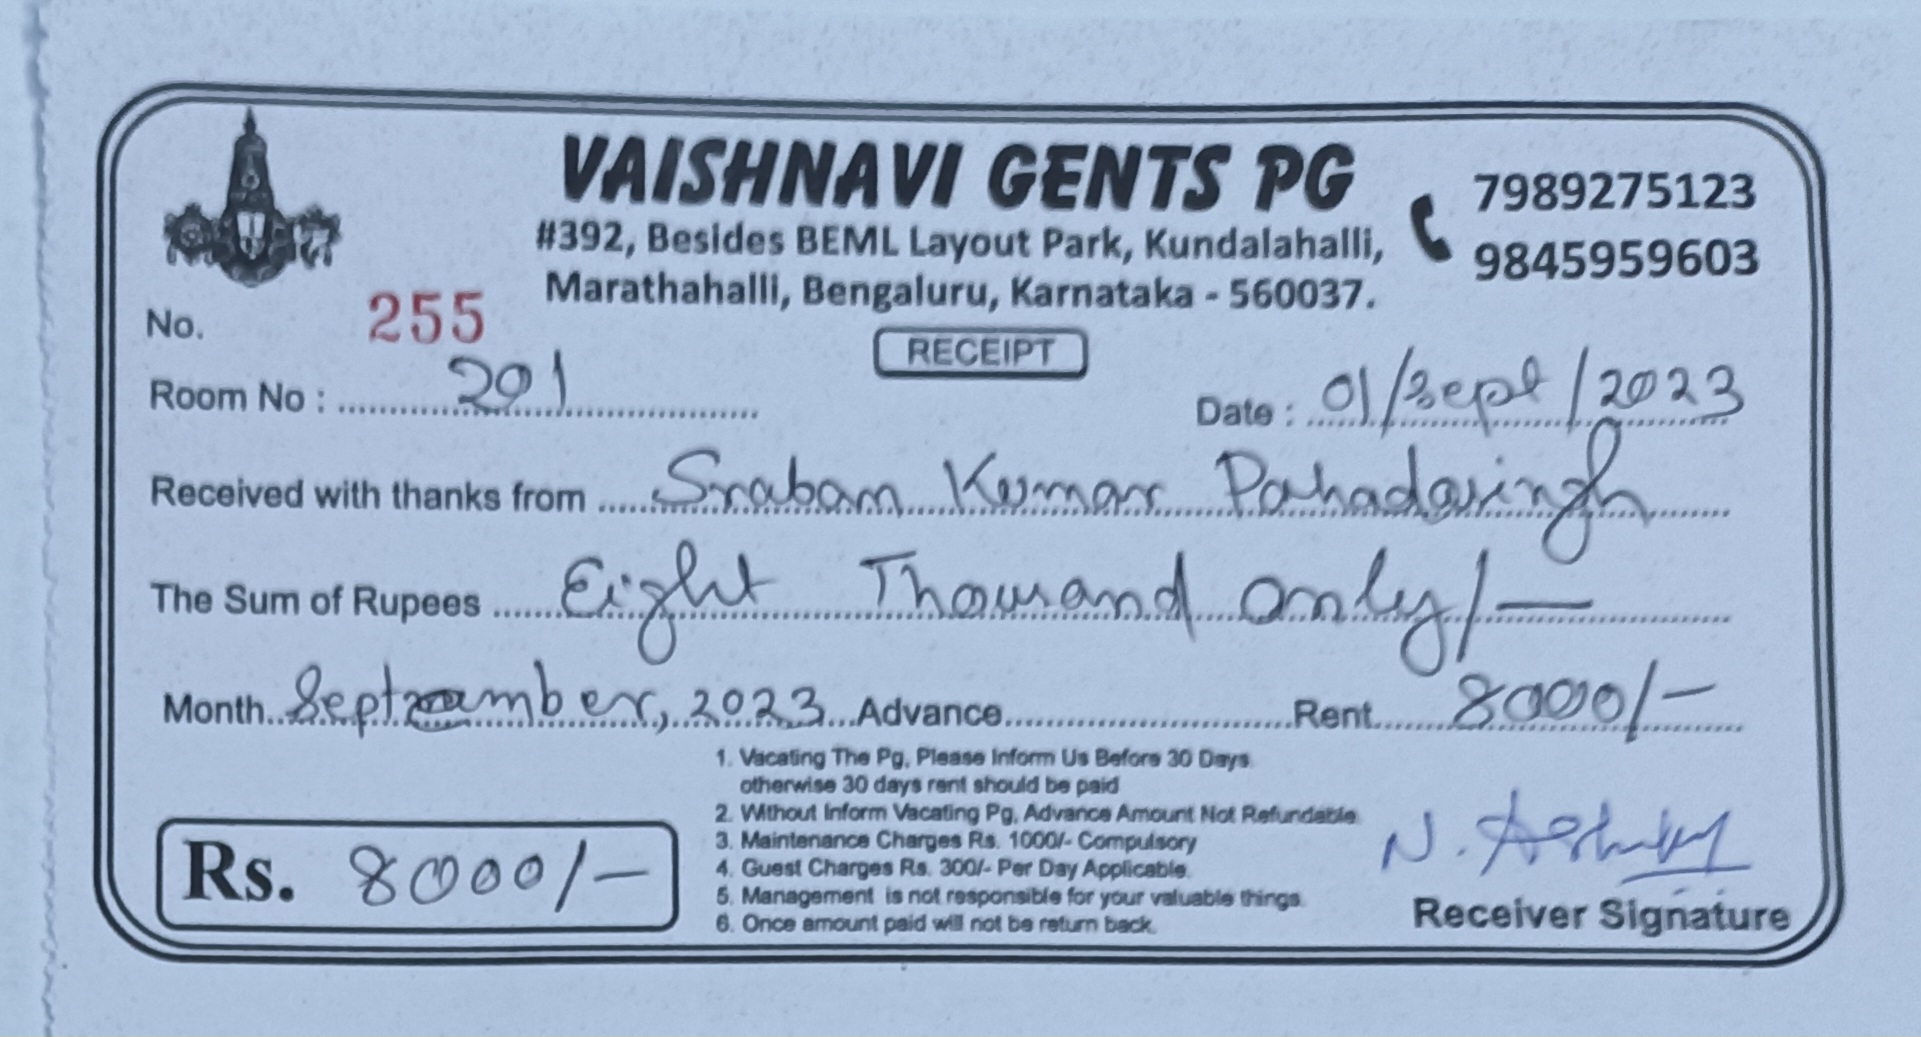 VAISHNAVI GENTS PG
#392, Besides BEML Layout Park, Kundalahalli,
Marathahalli, Bengaluru, Karnataka - 560037.
7989275123
9845959603
No. 255
RECEIPT
Room No : 201
Date : 01/Sept/2023
Received with thanks from Sraban Kumar Pahadasingh
The Sum of Rupees Eight Thousand only/-
Month September, 2023 Advance Rent 8000/-
1. Vacating The Pg, Please Inform Us Before 30 Days
otherwise 30 days rent should be paid
2. Without Inform Vacating Pg, Advance Amount Not Refundable
3. Maintenance Charges Rs. 1000/- Compulsory
4. Guest Charges Rs. 300/- Per Day Applicable.
5. Management is not responsible for your valuable things.
6. Once amount paid will not be return back.
Rs. 8000/-
N.
Receiver Signature